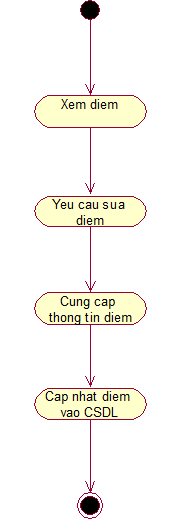 Xem diem
Yeu cau sua
diem
Cung cap
thong tin diem
Cap nhat diem
vao CSDL